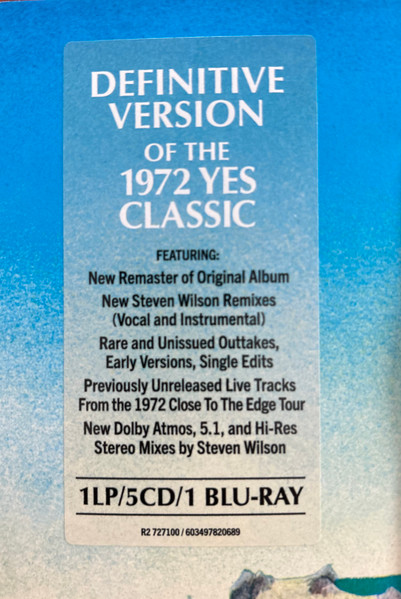 DEFINITIVE
VERSION
OF THE
1972 YES
CLASSIC
FEATURING:
New Remaster of Original Album
New Steven Wilson Remixes
(Vocal and Instrumental)
Rare and Unissued Outtakes,
Early Versions, Single Edits
Previously Unreleased Live Tracks
From the 1972 Close To The Edge Tour
New Dolby Atmos, 5.1, and Hi-Res
Stereo Mixes by Steven Wilson
1LP/5CD/1 BLU-RAY
R2 727100 / 603497820689